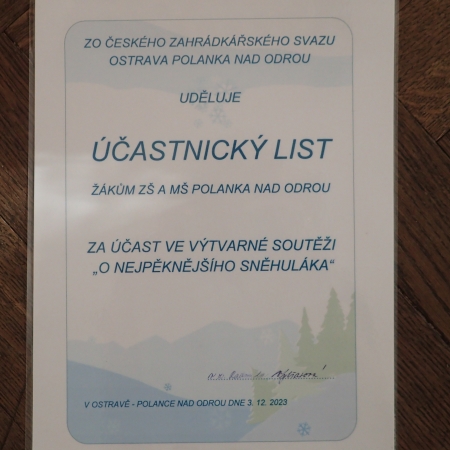 ZO ČESKÉHO ZAHRÁDKÁŘSKÉHO SVAZU
OSTRAVA POLANKA NAD ODROU
UDĚLUJE
ÚČASTNICKÝ LIST
ŽÁKŮM ZŠ A MŠ POLANKA NAD ODROU
ZA ÚČAST VE VÝTVARNÉ SOUTĚŽI
„O NEJPĚKNĚJŠÍHO SNĚHULÁKA“
V OSTRAVĚ - POLANCE NAD ODROU DNE 3. 12. 2023